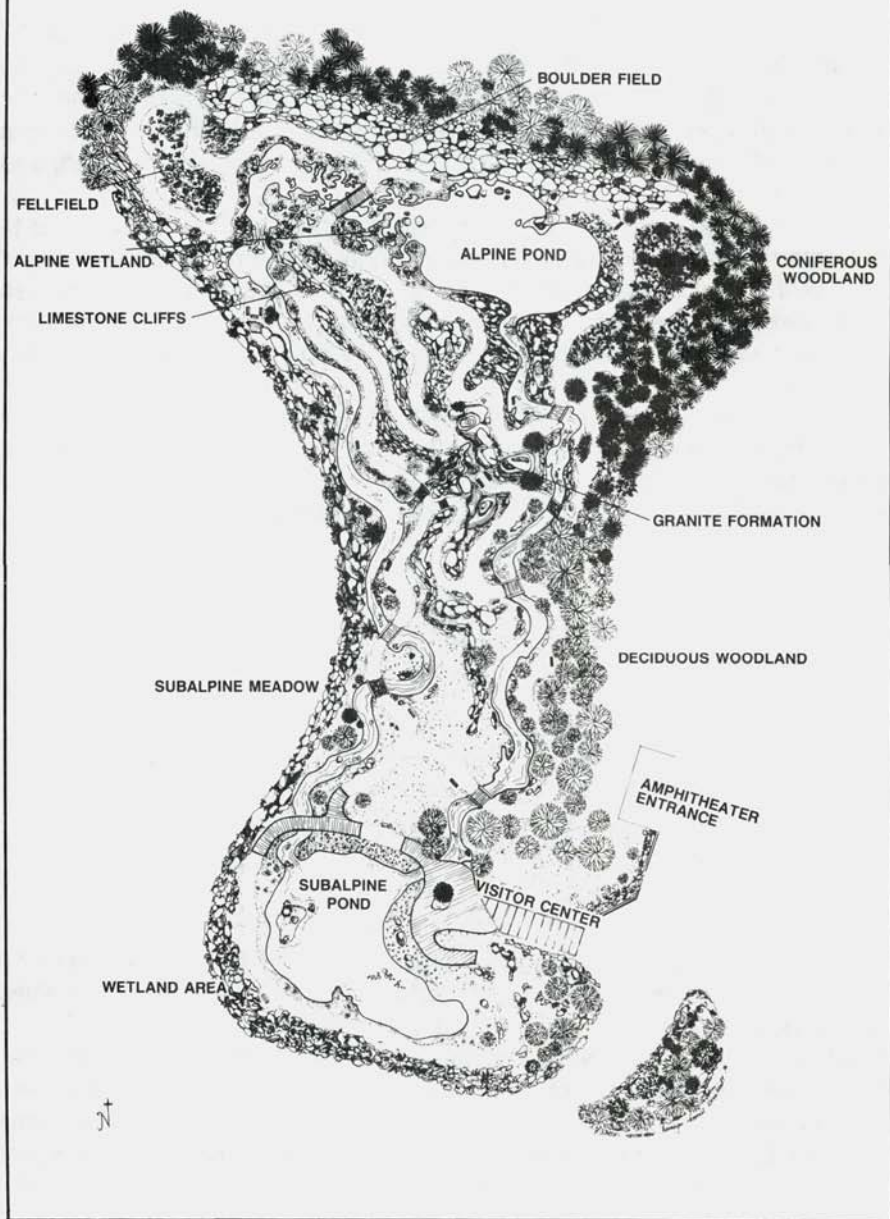 BOULDER FIELD
FELLFIELD
ALPINE WETLAND
ALPINE POND
CONIFEROUS
WOODLAND
LIMESTONE CLIFFS
GRANITE FORMATION
DECIDUOUS WOODLAND
SUBALPINE MEADOW
AMPHITHEATER
ENTRANCE
SUBALPINE
POND
VISITOR CENTER
WETLAND AREA
N